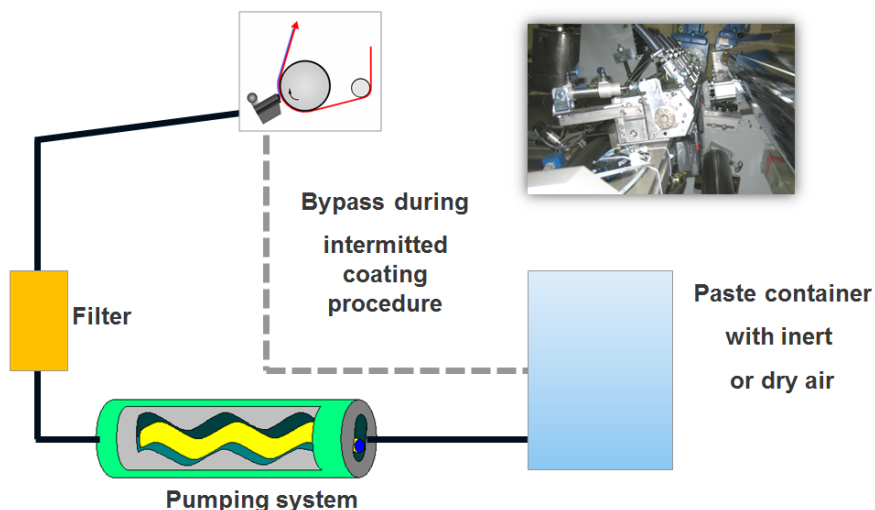 Bypass during
intermitted
coating
procedure
Filter
Paste container
with inert
or dry air
Pumping system